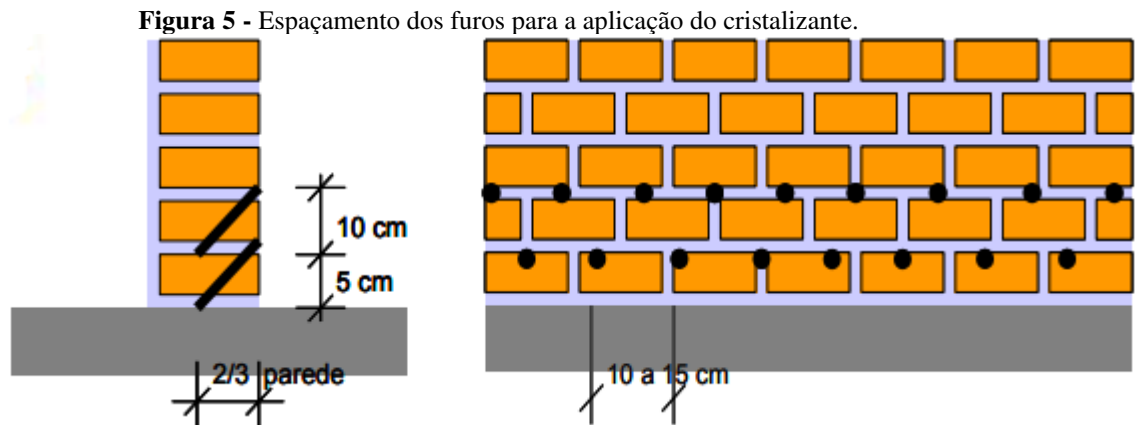 Figura 5 - Espaçamento dos furos para a aplicação do cristalizante.
10 cm
5 cm
2/3 parede
10 a 15 cm